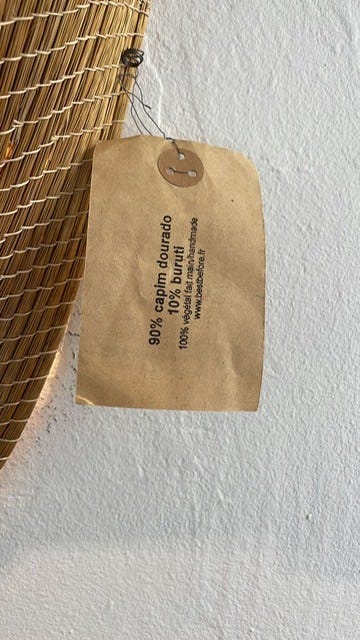 90% capim dourado
10% buruti
100% végétal fait main/handmade
www.bestbefore.fr